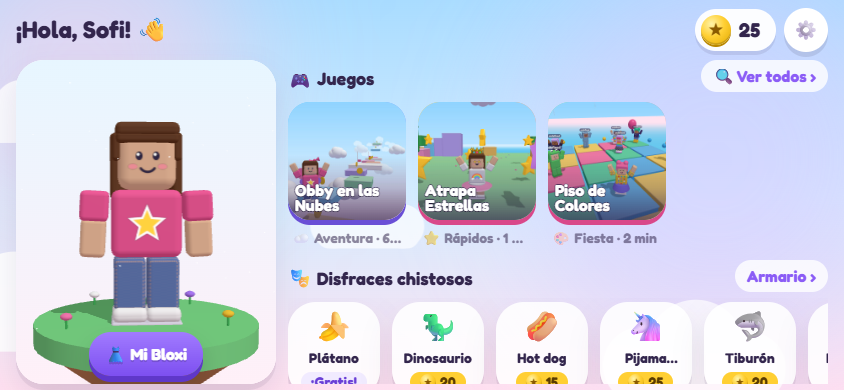 ¡Hola, Sofi!
25
Juegos
Ver todos ›
Obby en las
Nubes
Atrapa
Estrellas
Piso de
Colores
Aventura · 6...
Rápidos · 1 ...
Fiesta · 2 min
Disfraces chistosos
Armario ›
Plátano
Dinosaurio
Hot dog
Pijama...
Tiburón
¡Gratis!
20
15
25
20
Mi Bloxi